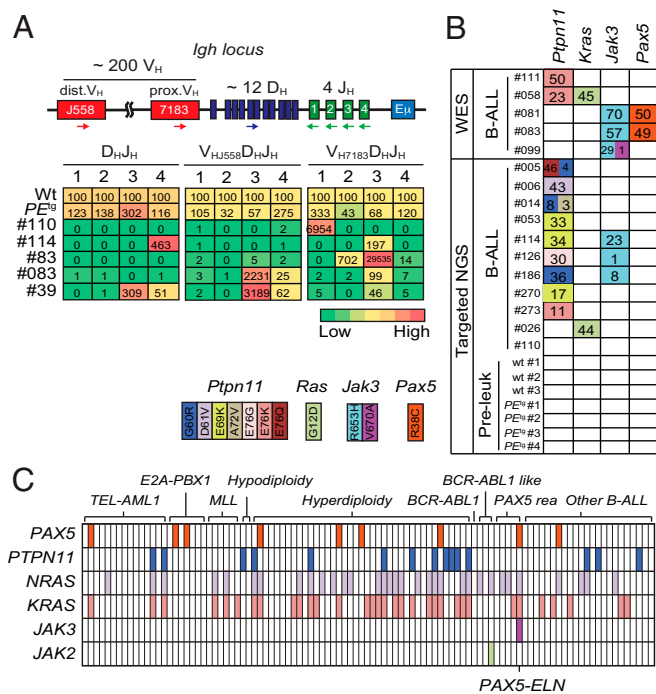 A
Igh locus
~ 200 VH
dist.VH
prox.VH
~ 12 DH
4 JH
J558
7183
1 2 3 4
Eμ
DHJH
VHJ558DHJH
VH7183DHJH
1 2 3 4 1 2 3 4 1 2 3 4
Wt 100 100 100 100 100 100 100 100 100 100 100 100
PEtg 123 138 302 116 105 32 57 275 333 43 68 120
#110 0 0 0 0 1 0 0 0 6954 0 0 0
#114 0 0 0 463 0 0 0 0 0 0 197 0
#83 0 0 0 0 2 0 5 2 0 702 29535 14
#083 1 1 0 1 3 1 2231 25 2 0 99 7
#39 2 0 309 51 2 0 3189 62 5 0 46 5
Low High
Ptpn11
G60R
D61V
E69K
A72V
E76G
E76K
E76Q
Ras
G12D
Jak3
R653H
V670A
Pax5
R38C
B
Ptpn11 Kras Jak3 Pax5
WES
B-ALL
#111 50
#058 23 45
#081 70 50
#083 57 49
#099 29 1
Targeted NGS
B-ALL
#005 46 4
#006 43
#014 8 3
#053 33
#114 34 23
#126 30 1
#186 36 8
#270 17
#273 11
#026 44
#110
Pre-leuk
wt #1
wt #2
wt #3
PEtg #1
PEtg #2
PEtg #3
PEtg #4
C
TEL-AML1
E2A-PBX1
MLL
Hypodiploidy
Hyperdiploidy
BCR-ABL1
BCR-ABL1 like
PAX5 rea
Other B-ALL
PAX5
PTPN11
NRAS
KRAS
JAK3
JAK2
PAX5-ELN